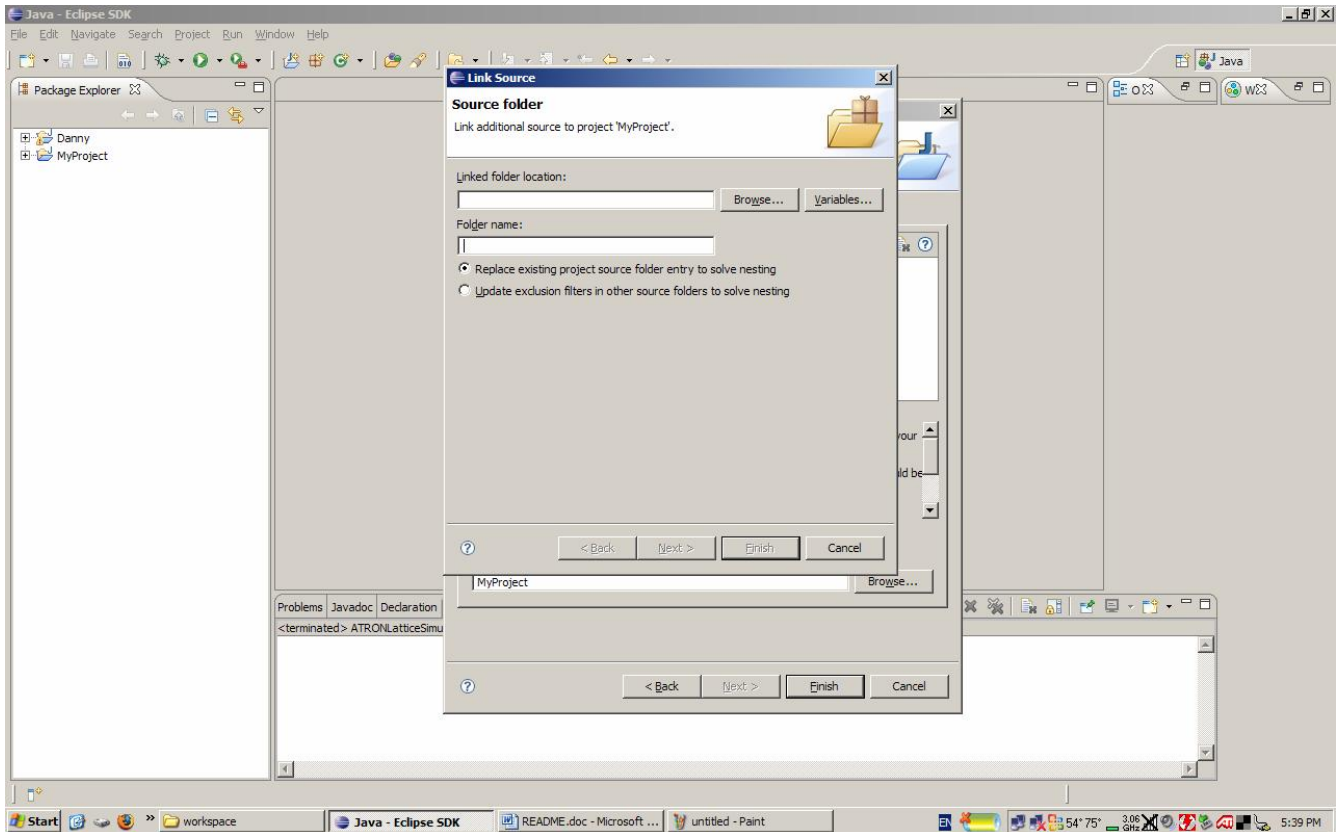 Java - Eclipse SDK
File Edit Navigate Search Project Run Window Help
Java
Package Explorer
Danny
MyProject
Link Source
Source folder
Link additional source to project 'MyProject'.
Linked folder location:
Browse... Variables...
Folder name:
Replace existing project source folder entry to solve nesting
Update exclusion filters in other source folders to solve nesting
your
ld be
< Back Next > Finish Cancel
MyProject Browse...
Problems Javadoc Declaration
<terminated> ATRONLatticeSimu
< Back Next > Finish Cancel
Start workspace Java - Eclipse SDK README.doc - Microsoft ... untitled - Paint EN 54° 75° 3.06 GHz 5:39 PM